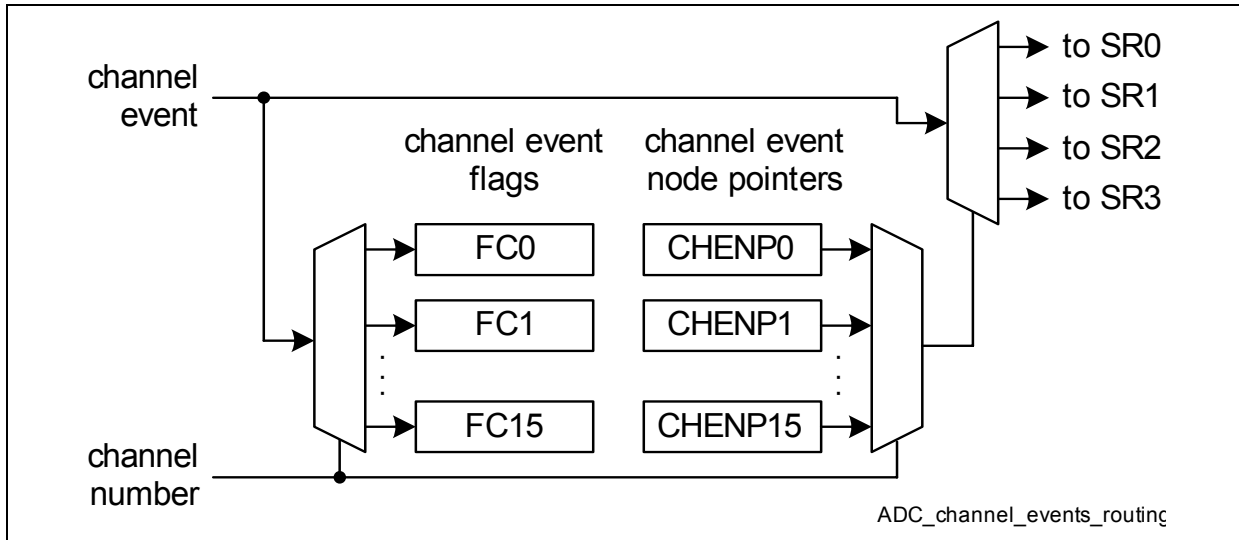 channel
event
to SR0
to SR1
to SR2
to SR3
channel event
flags
channel event
node pointers
FC0
CHENP0
FC1
CHENP1
FC15
CHENP15
channel
number
ADC_channel_events_routing